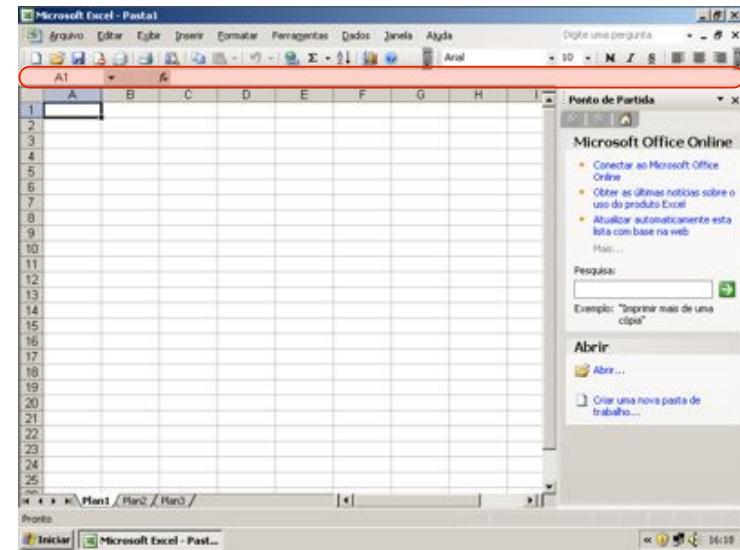 Microsoft Excel - Pasta1
Arquivo Editar Exibir Inserir Formatar Ferramentas Dados Janela Ajuda Digite uma pergunta
Arial 10 N I S
A1 fx
A B C D E F G H I
1
2
3
4
5
6
7
8
9
10
11
12
13
14
15
16
17
18
19
20
21
22
23
24
25
Ponto de Partida
Microsoft Office Online
Conectar ao Microsoft Office
Online
Obter as últimas notícias sobre o
uso do produto Excel
Atualizar automaticamente esta
lista com base na web
Mais...
Pesquisa:
Exemplo: "Imprimir mais de uma
cópia"
Abrir
Abrir...
Criar uma nova pasta de
trabalho...
Plan1 Plan2 Plan3
Pronto
Iniciar Microsoft Excel - Past... 16:18